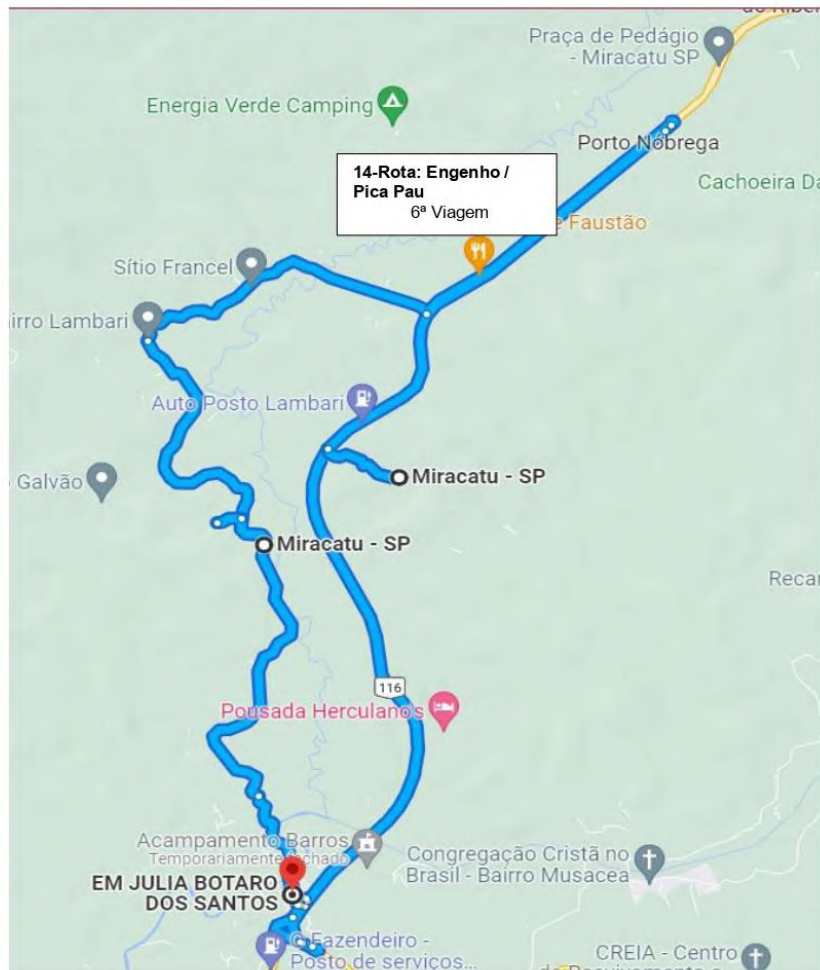 Praça de Pedágio
- Miracatu SP
Energia Verde Camping
Porto Nóbrega
14-Rota: Engenho /
Pica Pau
6ª Viagem
Cachoeira Da
Faustão
Sítio Francel
Lambari
Auto Posto Lambari
Miracatu - SP
Galvão
Miracatu - SP
116
Pousada Herculano's
Acampamento Barros
Temporariamente fechado
Congregação Cristã no
Brasil - Bairro Musacea
EM JULIA BOTARO
DOS SANTOS
O Fazendeiro -
Posto de serviços...
CREIA - Centro